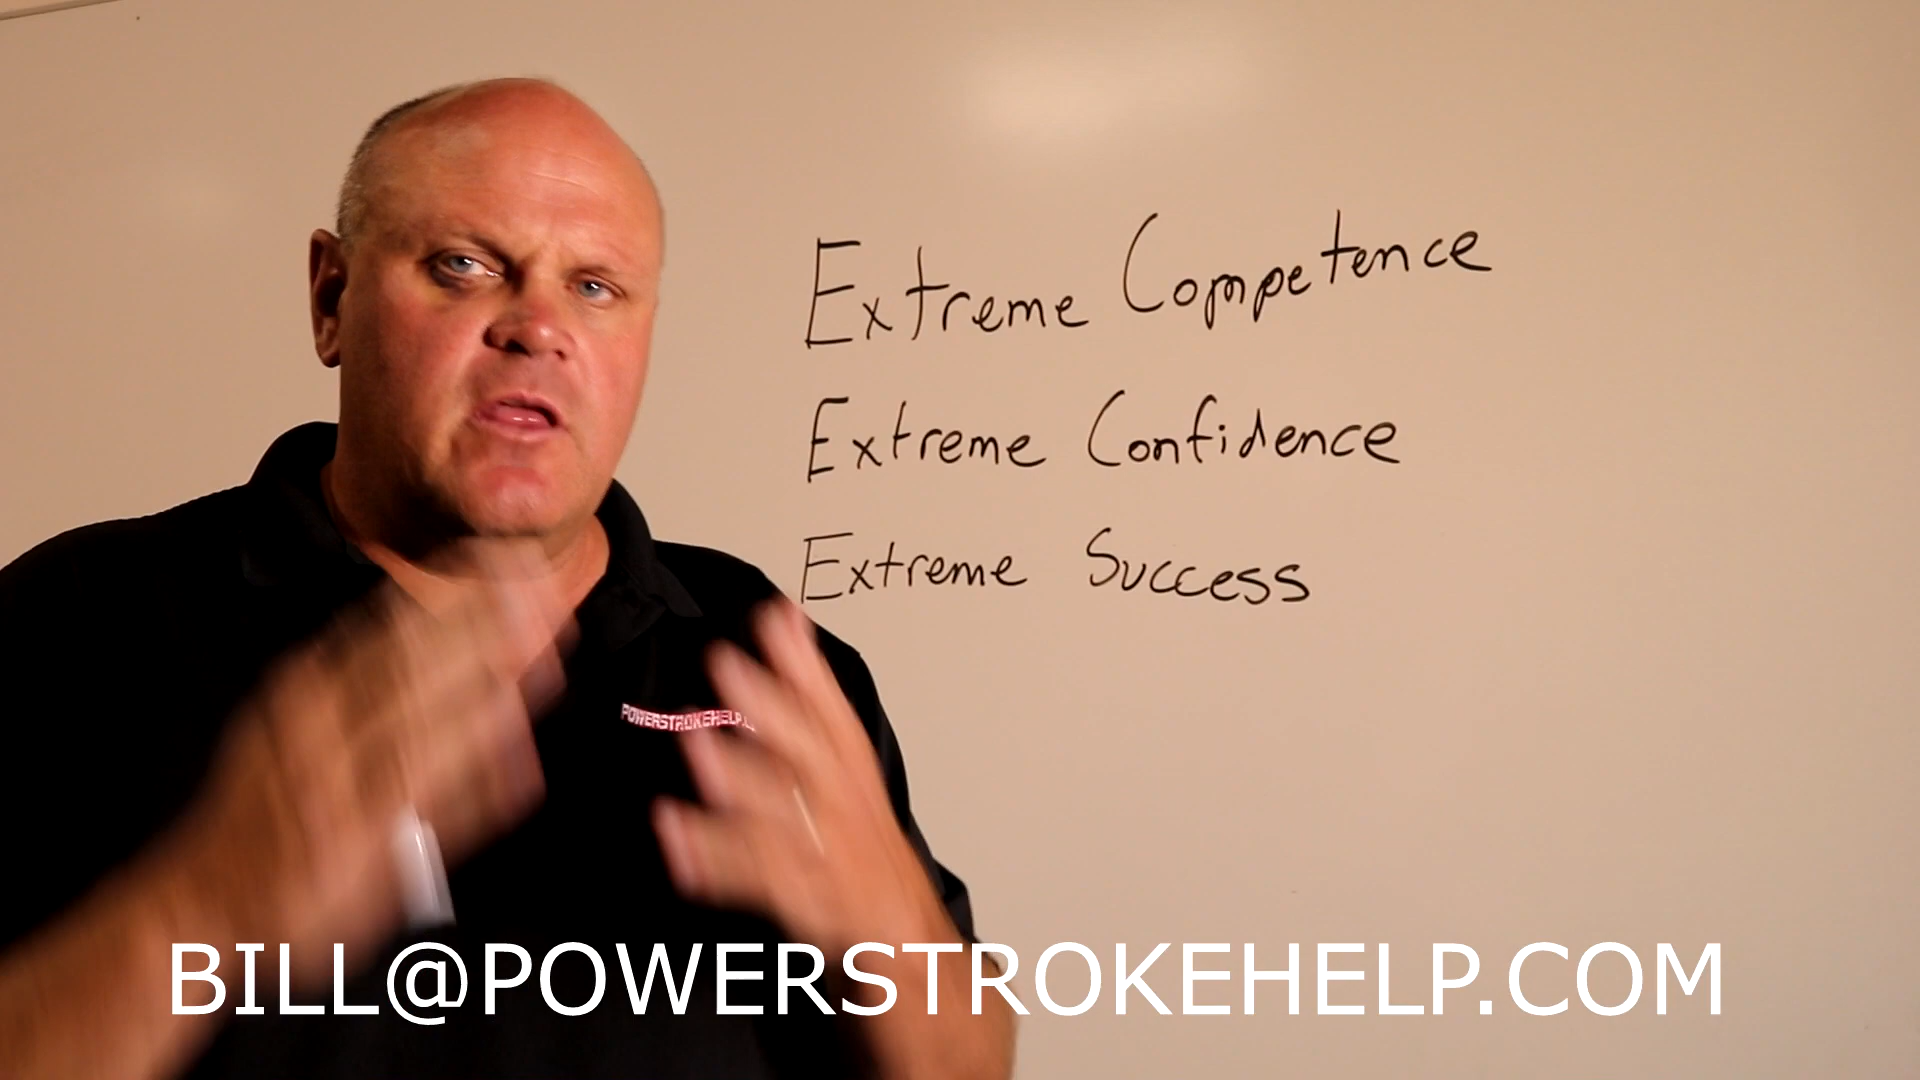 Extreme Competence
Extreme Confidence
Extreme Success
POWERSTROKEHELP.
BILL@POWERSTROKEHELP.COM